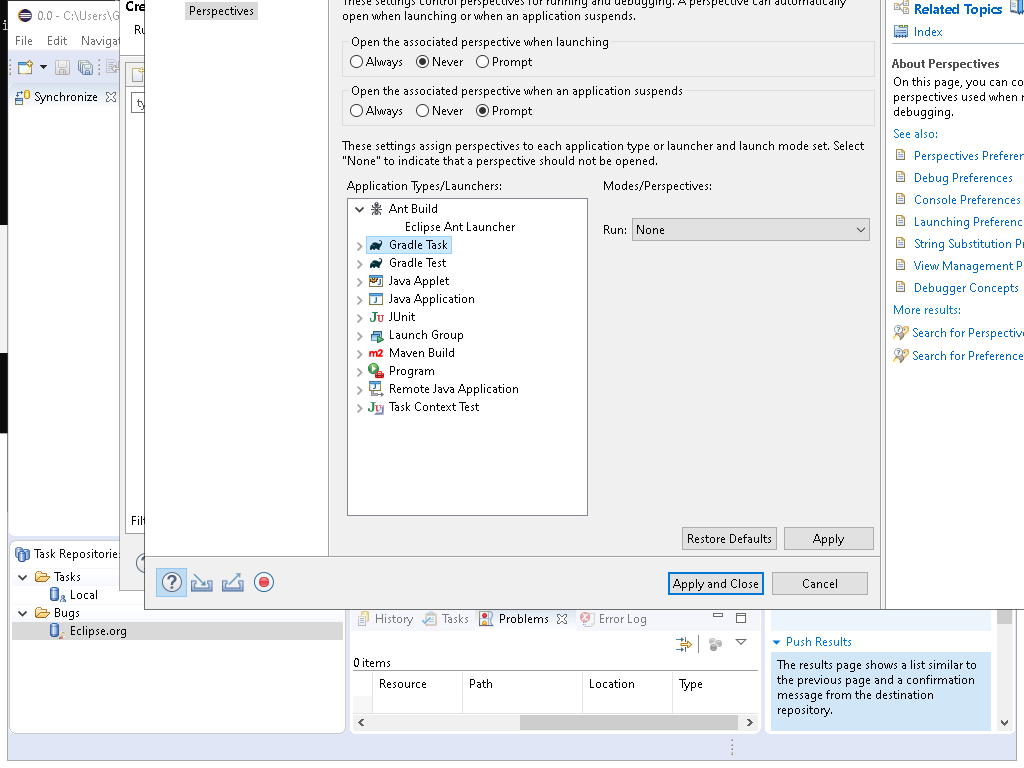 0.0 - C:\Users\G
File Edit Navigat
Synchronize
Cre
Ru
ty
Filt
Perspectives
These settings control perspectives for running and debugging. A perspective can automatically
open when launching or when an application suspends.
Open the associated perspective when launching
Always Never Prompt
Open the associated perspective when an application suspends
Always Never Prompt
These settings assign perspectives to each application type or launcher and launch mode set. Select
"None" to indicate that a perspective should not be opened.
Application Types/Launchers:
Modes/Perspectives:
Ant Build
Eclipse Ant Launcher
Gradle Task
Gradle Test
Java Applet
Java Application
JUnit
Launch Group
Maven Build
Program
Remote Java Application
Task Context Test
Run: None
Restore Defaults Apply
Apply and Close Cancel
Related Topics
Index
About Perspectives
On this page, you can co
perspectives used when r
debugging.
See also:
Perspectives Preferen
Debug Preferences
Console Preferences
Launching Preferenc
String Substitution P
View Management P
Debugger Concepts
More results:
Search for Perspective
Search for Preference
Task Repositorie
Tasks
Local
Bugs
Eclipse.org
History Tasks Problems Error Log
0 items
Resource Path Location Type
Push Results
The results page shows a list similar to
the previous page and a confirmation
message from the destination
repository.